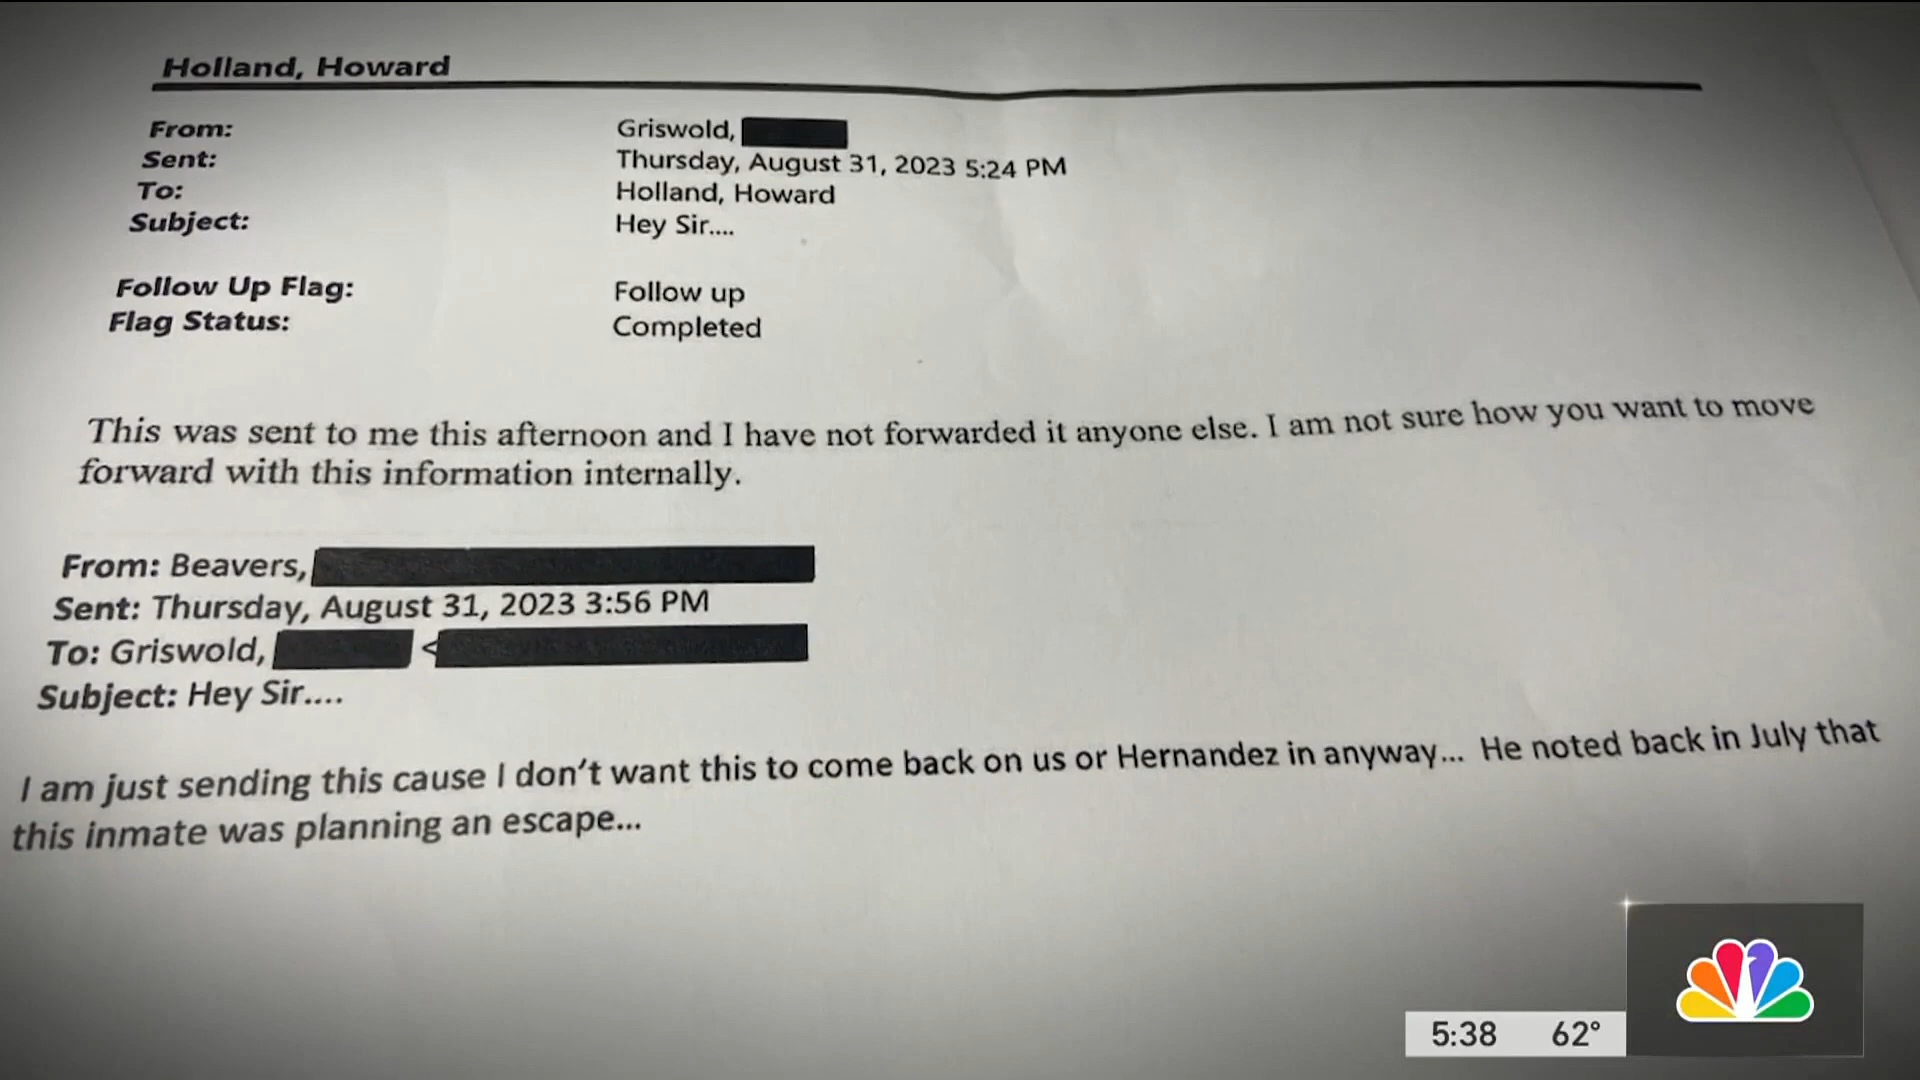 Holland, Howard
From: Griswold,
Sent: Thursday, August 31, 2023 5:24 PM
To: Holland, Howard
Subject: Hey Sir....
Follow Up Flag: Follow up
Flag Status: Completed
This was sent to me this afternoon and I have not forwarded it anyone else. I am not sure how you want to move
forward with this information internally.
From: Beavers,
Sent: Thursday, August 31, 2023 3:56 PM
To: Griswold, <
Subject: Hey Sir....
I am just sending this cause I don't want this to come back on us or Hernandez in anyway... He noted back in July that
this inmate was planning an escape...
5:38 62°